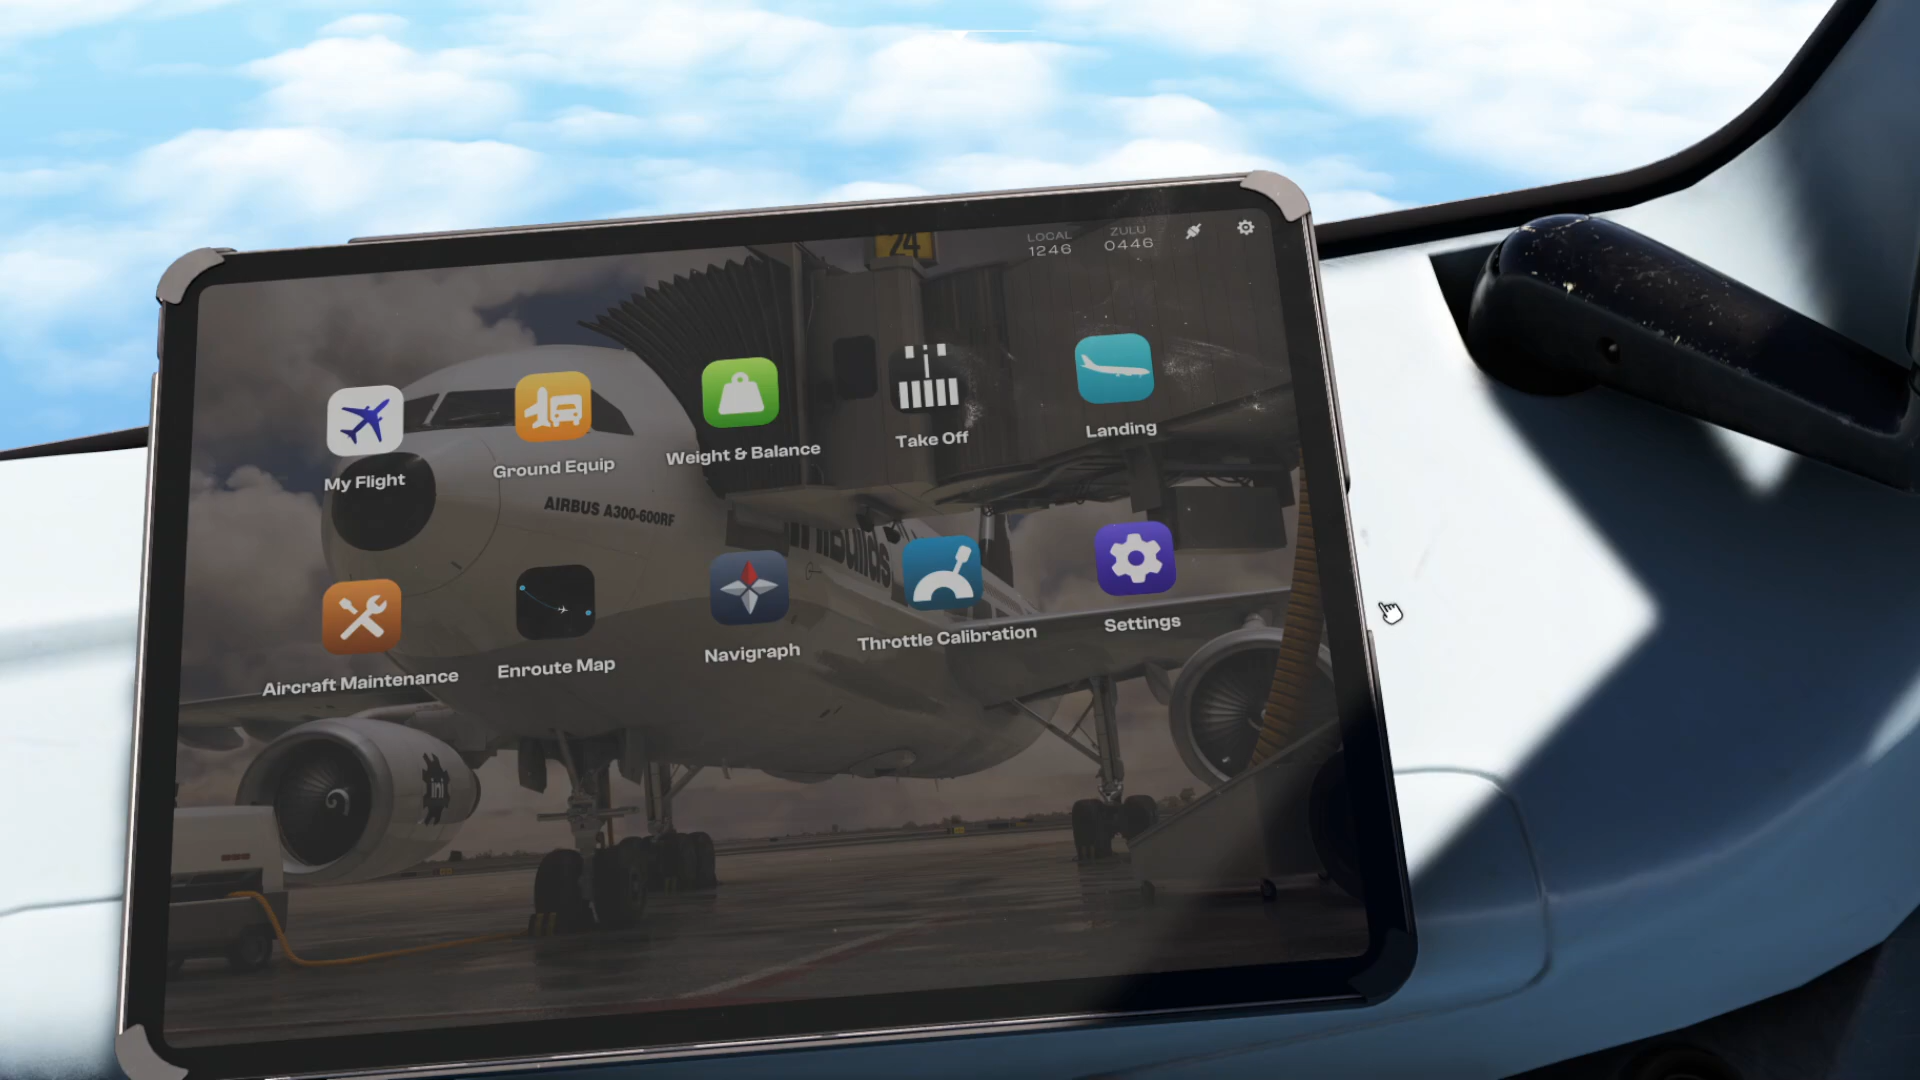 24
LOCAL
1246
ZULU
0446
My Flight
Ground Equip
Weight & Balance
Take Off
Landing
AIRBUS A300-600RF
Aircraft Maintenance
Enroute Map
Navigraph
Throttle Calibration
Settings
ini